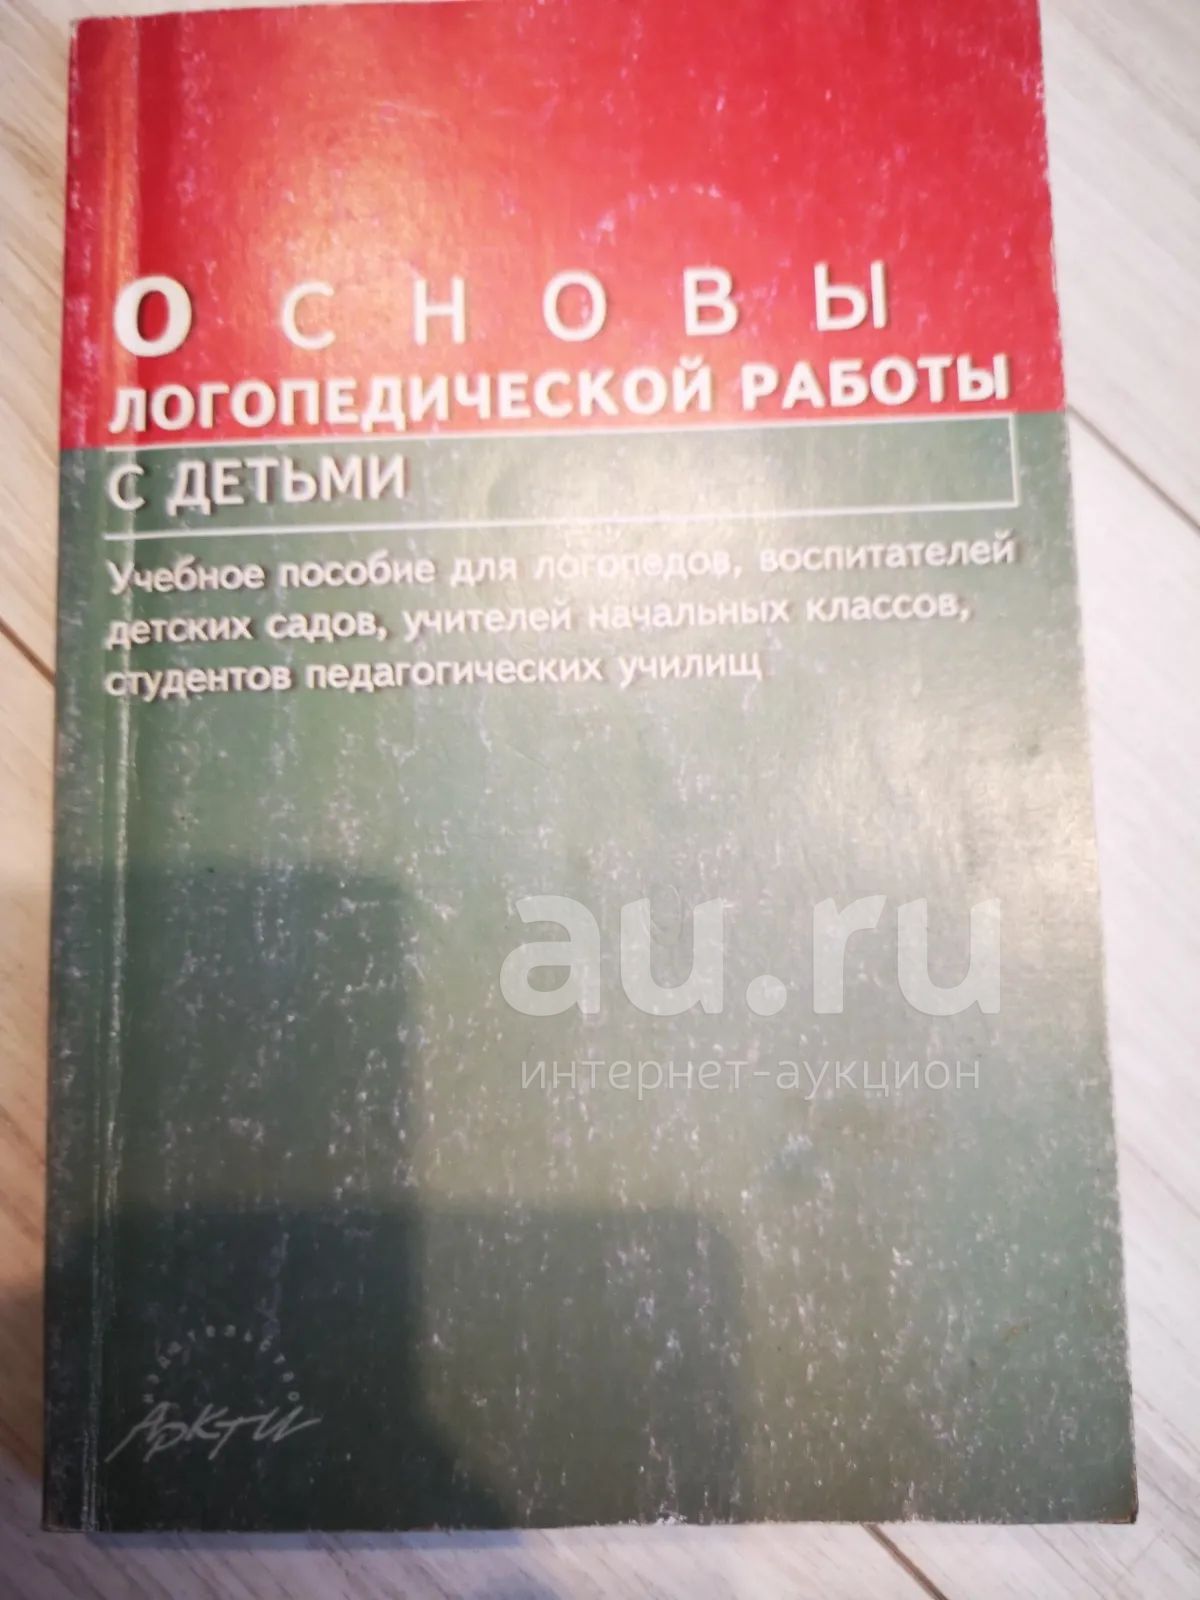 ОСНОВЫ
ЛОГОПЕДИЧЕСКОЙ РАБОТЫ
С ДЕТЬМИ
Учебное пособие для логопедов, воспитателей
детских садов, учителей начальных классов,
студентов педагогических училищ
au.ru
интернет-аукцион
издательство
АРКТИ